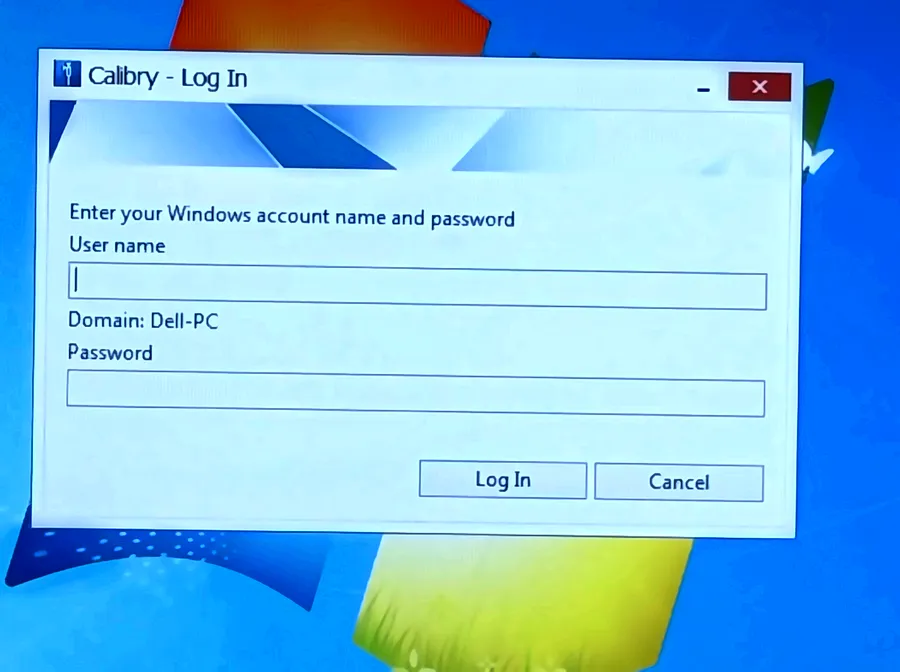 Calibry - Log In
Enter your Windows account name and password
User name
Domain: Dell-PC
Password
Log In
Cancel